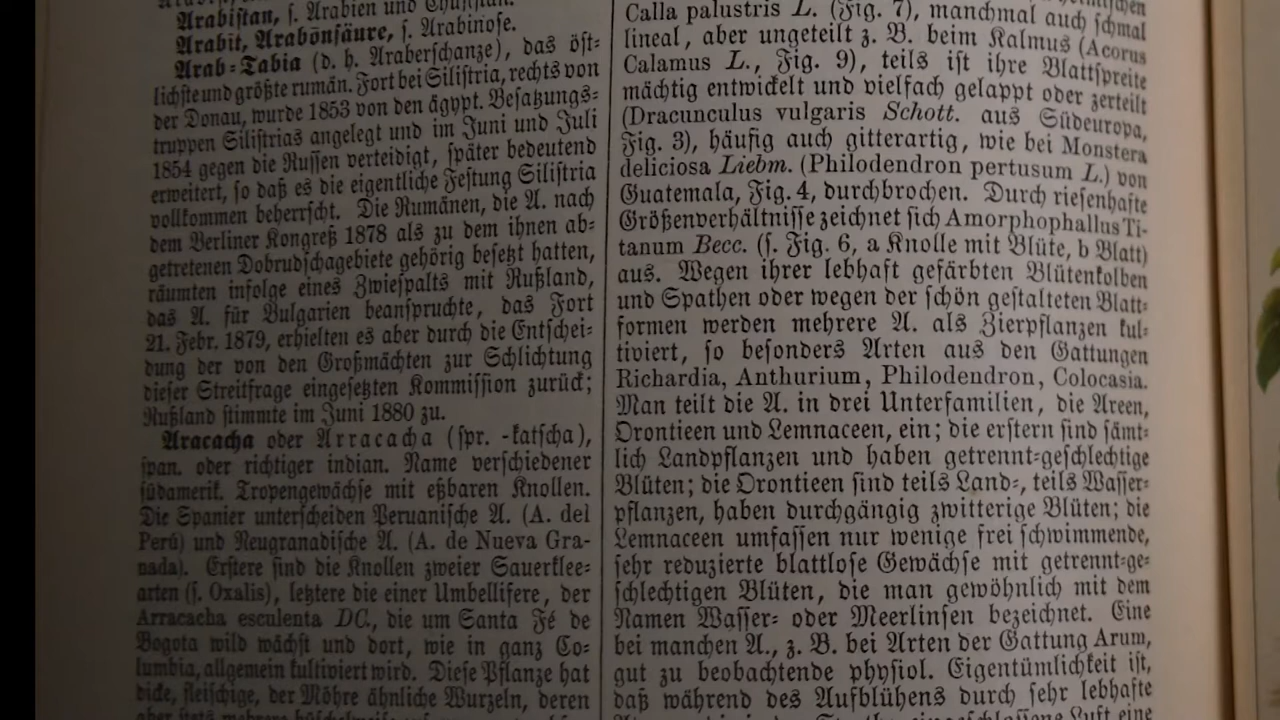 Arabistan, s. Arabien und Chusistan.
Arabit, Arabonsäure, s. Arabinose.
Arab-Tabia (d. h. Araberschanze), das öst-
lichste und größte rumän. Fort bei Silistria, rechts von
der Donau, wurde 1853 von den ägypt. Besatzungs-
truppen Silistrias angelegt und im Juni und Juli
1854 gegen die Russen verteidigt, später bedeutend
erweitert, so daß es die eigentliche Festung Silistria
vollkommen beherrscht. Die Rumänen, die A. nach
dem Berliner Kongreß 1878 als zu dem ihnen ab-
getretenen Dobrudschagebiete gehörig besetzt hatten,
räumten infolge eines Zwiespalts mit Rußland,
das A. für Bulgarien beanspruchte, das Fort
21. Febr. 1879, erhielten es aber durch die Entschei-
dung der von den Großmächten zur Schlichtung
dieser Streitfrage eingesetzten Kommission zurück;
Rußland stimmte im Juni 1880 zu.
Aracacha oder Arracacha (spr. -katscha),
span. oder richtiger indian. Name verschiedener
südamerik. Tropengewächse mit eßbaren Knollen.
Die Spanier unterscheiden Peruanische A. (A. del
Perú) und Neugranadische A. (A. de Nueva Gra-
nada). Erstere sind die Knollen zweier Sauerklee-
arten (s. Oxalis), letztere die einer Umbellifere, der
Arracacha esculenta DC., die um Santa Fé de
Bogota wild wächst und dort, wie in ganz Co-
lumbia, allgemein kultiviert wird. Diese Pflanze hat
dicke, fleischige, der Möhre ähnliche Wurzeln, deren
Calla palustris L. (Fig. 7), manchmal auch schmal
lineal, aber ungeteilt z. B. beim Kalmus (Acorus
Calamus L., Fig. 9), teils ist ihre Blattspreite
mächtig entwickelt und vielfach gelappt oder zerteilt
(Dracunculus vulgaris Schott. aus Südeuropa,
Fig. 3), häufig auch gitterartig, wie bei Monstera
deliciosa Liebm. (Philodendron pertusum L.) von
Guatemala, Fig. 4, durchbrochen. Durch riesenhafte
Größenverhältnisse zeichnet sich Amorphophallus Ti-
tanum Becc. (s. Fig. 6, a Knolle mit Blüte, b Blatt)
aus. Wegen ihrer lebhaft gefärbten Blütenkolben
und Spathen oder wegen der schön gestalteten Blatt-
formen werden mehrere A. als Zierpflanzen kul-
tiviert, so besonders Arten aus den Gattungen
Richardia, Anthurium, Philodendron, Colocasia.
Man teilt die A. in drei Unterfamilien, die Areen,
Orontieen und Lemnaceen, ein; die erstern sind sämt-
lich Landpflanzen und haben getrennt-geschlechtige
Blüten; die Orontieen sind teils Land-, teils Wasser-
pflanzen, haben durchgängig zwitterige Blüten; die
Lemnaceen umfassen nur wenige frei schwimmende,
sehr reduzierte blattlose Gewächse mit getrennt-ge-
schlechtigen Blüten, die man gewöhnlich mit dem
Namen Wasser- oder Meerlinsen bezeichnet. Eine
bei manchen A., z. B. bei Arten der Gattung Arum,
gut zu beobachtende physiol. Eigentümlichkeit ist,
daß während des Aufblühens durch sehr lebhafte